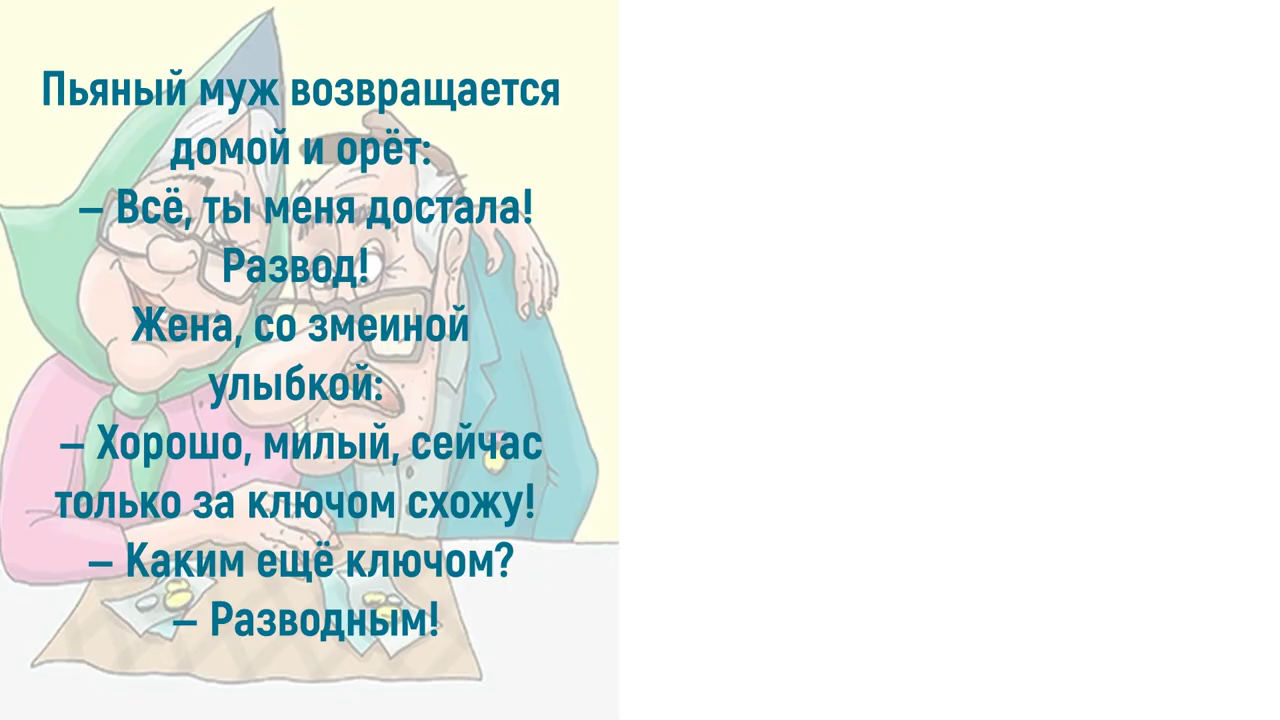 Пьяный муж возвращается
домой и орёт:
– Всё, ты меня достала!
Развод!
Жена, со змеиной
улыбкой:
– Хорошо, милый, сейчас
только за ключом схожу!
– Каким ещё ключом?
– Разводным!